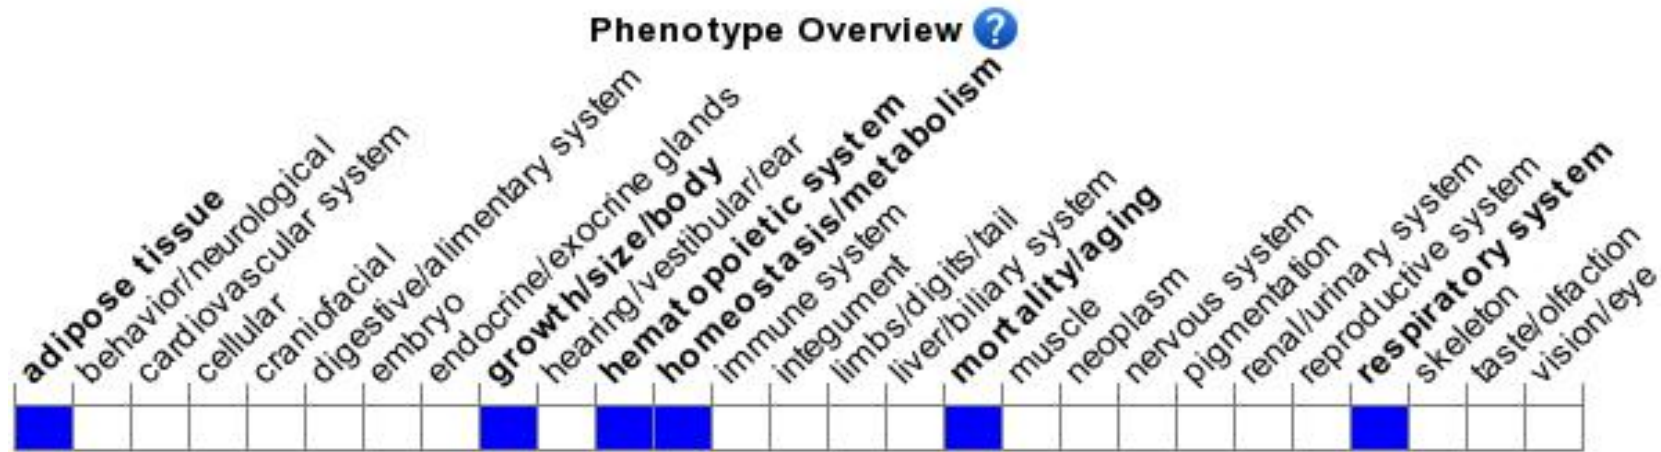 Phenotype Overview ?
adipose tissue
behavior/neurological
cardiovascular system
cellular
craniofacial
digestive/alimentary system
embryo
endocrine/exocrine glands
growth/size/body
hearing/vestibular/ear
hematopoietic system
homeostasis/metabolism
immune system
integument
limbs/digits/tail
liver/biliary system
mortality/aging
muscle
neoplasm
nervous system
pigmentation
renal/urinary system
reproductive system
respiratory system
skeleton
taste/olfaction
vision/eye